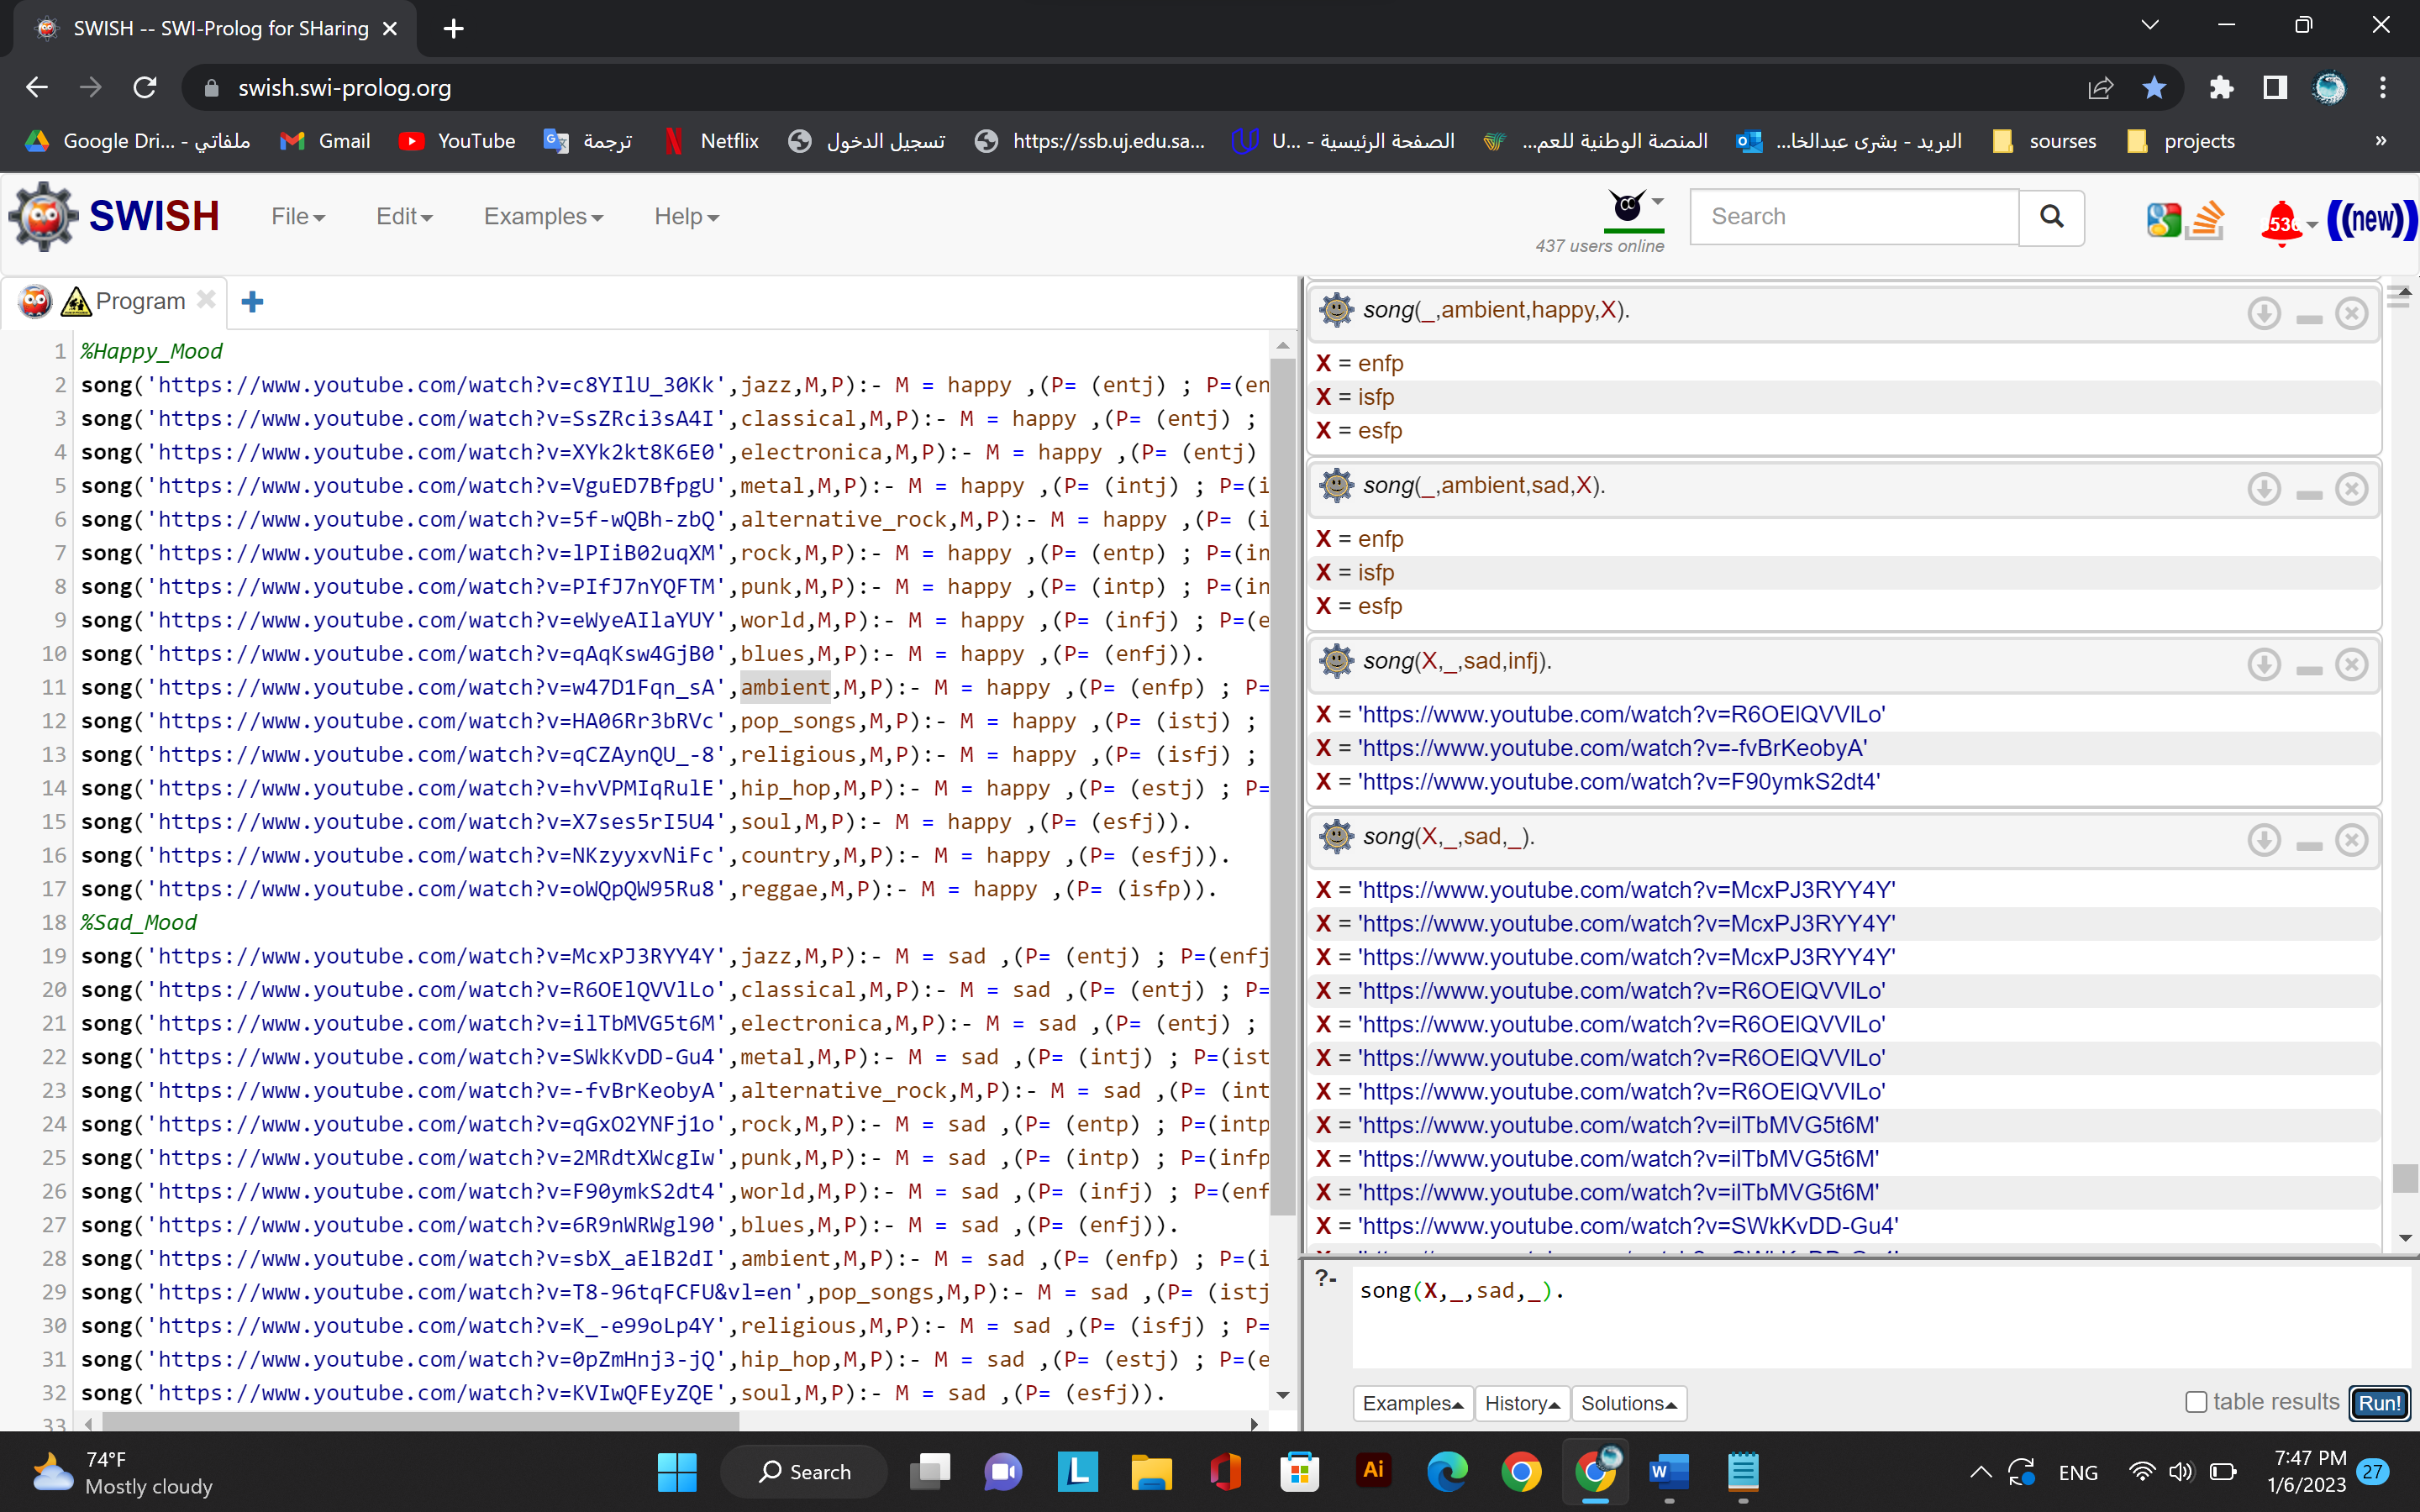 SWISH -- SWI-Prolog for SHaring
swish.swi-prolog.org
Google Dri... - ملفاتي
Gmail
YouTube
ترجمة
Netflix
تسجيل الدخول
https://ssb.uj.edu.sa...
U... - الصفحة الرئيسية
المنصة الوطنية للعم...
البريد - بشرى عبدالخا...
sourses
projects
»
SWISH
File
Edit
Examples
Help
437 users online
Search
((new))
Program
1 %Happy_Mood
2 song('https://www.youtube.com/watch?v=c8YIlU_30Kk',jazz,M,P):- M = happy ,(P= (entj) ; P=(en
3 song('https://www.youtube.com/watch?v=SsZRci3sA4I',classical,M,P):- M = happy ,(P= (entj) ;
4 song('https://www.youtube.com/watch?v=XYk2kt8K6E0',electronica,M,P):- M = happy ,(P= (entj)
5 song('https://www.youtube.com/watch?v=VguED7BfpgU',metal,M,P):- M = happy ,(P= (intj) ; P=(i
6 song('https://www.youtube.com/watch?v=5f-wQBh-zbQ',alternative_rock,M,P):- M = happy ,(P= (i
7 song('https://www.youtube.com/watch?v=lPIiB02uqXM',rock,M,P):- M = happy ,(P= (entp) ; P=(in
8 song('https://www.youtube.com/watch?v=PIfJ7nYQFTM',punk,M,P):- M = happy ,(P= (intp) ; P=(in
9 song('https://www.youtube.com/watch?v=eWyeAIlaYUY',world,M,P):- M = happy ,(P= (infj) ; P=(e
10 song('https://www.youtube.com/watch?v=qAqKsw4GjB0',blues,M,P):- M = happy ,(P= (enfj)).
11 song('https://www.youtube.com/watch?v=w47D1Fqn_sA',ambient,M,P):- M = happy ,(P= (enfp) ; P=
12 song('https://www.youtube.com/watch?v=HA06Rr3bRVc',pop_songs,M,P):- M = happy ,(P= (istj) ;
13 song('https://www.youtube.com/watch?v=qCZAynQU_-8',religious,M,P):- M = happy ,(P= (isfj) ;
14 song('https://www.youtube.com/watch?v=hvVPMIqRulE',hip_hop,M,P):- M = happy ,(P= (estj) ; P=
15 song('https://www.youtube.com/watch?v=X7ses5rI5U4',soul,M,P):- M = happy ,(P= (esfj)).
16 song('https://www.youtube.com/watch?v=NKzyyxvNiFc',country,M,P):- M = happy ,(P= (esfj)).
17 song('https://www.youtube.com/watch?v=oWQpQW95Ru8',reggae,M,P):- M = happy ,(P= (isfp)).
18 %Sad_Mood
19 song('https://www.youtube.com/watch?v=McxPJ3RYY4Y',jazz,M,P):- M = sad ,(P= (entj) ; P=(enfj
20 song('https://www.youtube.com/watch?v=R6OElQVVlLo',classical,M,P):- M = sad ,(P= (entj) ; P=
21 song('https://www.youtube.com/watch?v=ilTbMVG5t6M',electronica,M,P):- M = sad ,(P= (entj) ;
22 song('https://www.youtube.com/watch?v=SWkKvDD-Gu4',metal,M,P):- M = sad ,(P= (intj) ; P=(ist
23 song('https://www.youtube.com/watch?v=-fvBrKeobyA',alternative_rock,M,P):- M = sad ,(P= (int
24 song('https://www.youtube.com/watch?v=qGxO2YNFj1o',rock,M,P):- M = sad ,(P= (entp) ; P=(intp
25 song('https://www.youtube.com/watch?v=2MRdtXWcgIw',punk,M,P):- M = sad ,(P= (intp) ; P=(infp
26 song('https://www.youtube.com/watch?v=F90ymkS2dt4',world,M,P):- M = sad ,(P= (infj) ; P=(enf
27 song('https://www.youtube.com/watch?v=6R9nWRWgl90',blues,M,P):- M = sad ,(P= (enfj)).
28 song('https://www.youtube.com/watch?v=sbX_aElB2dI',ambient,M,P):- M = sad ,(P= (enfp) ; P=(i
29 song('https://www.youtube.com/watch?v=T8-96tqFCFU&vl=en',pop_songs,M,P):- M = sad ,(P= (istj
30 song('https://www.youtube.com/watch?v=K_-e99oLp4Y',religious,M,P):- M = sad ,(P= (isfj) ; P=
31 song('https://www.youtube.com/watch?v=0pZmHnj3-jQ',hip_hop,M,P):- M = sad ,(P= (estj) ; P=(e
32 song('https://www.youtube.com/watch?v=KVIwQFEyZQE',soul,M,P):- M = sad ,(P= (esfj)).
33
song(_,ambient,happy,X).
X = enfp
X = isfp
X = esfp
song(_,ambient,sad,X).
X = enfp
X = isfp
X = esfp
song(X,_,sad,infj).
X = 'https://www.youtube.com/watch?v=R6OElQVVlLo'
X = 'https://www.youtube.com/watch?v=-fvBrKeobyA'
X = 'https://www.youtube.com/watch?v=F90ymkS2dt4'
song(X,_,sad,_).
X = 'https://www.youtube.com/watch?v=McxPJ3RYY4Y'
X = 'https://www.youtube.com/watch?v=McxPJ3RYY4Y'
X = 'https://www.youtube.com/watch?v=McxPJ3RYY4Y'
X = 'https://www.youtube.com/watch?v=R6OElQVVlLo'
X = 'https://www.youtube.com/watch?v=R6OElQVVlLo'
X = 'https://www.youtube.com/watch?v=R6OElQVVlLo'
X = 'https://www.youtube.com/watch?v=R6OElQVVlLo'
X = 'https://www.youtube.com/watch?v=ilTbMVG5t6M'
X = 'https://www.youtube.com/watch?v=ilTbMVG5t6M'
X = 'https://www.youtube.com/watch?v=ilTbMVG5t6M'
X = 'https://www.youtube.com/watch?v=SWkKvDD-Gu4'
?- song(X,_,sad,_).
Examples
History
Solutions
table results
Run!
74°F
Mostly cloudy
Search
L
Ai
W
ENG
7:47 PM
1/6/2023
27